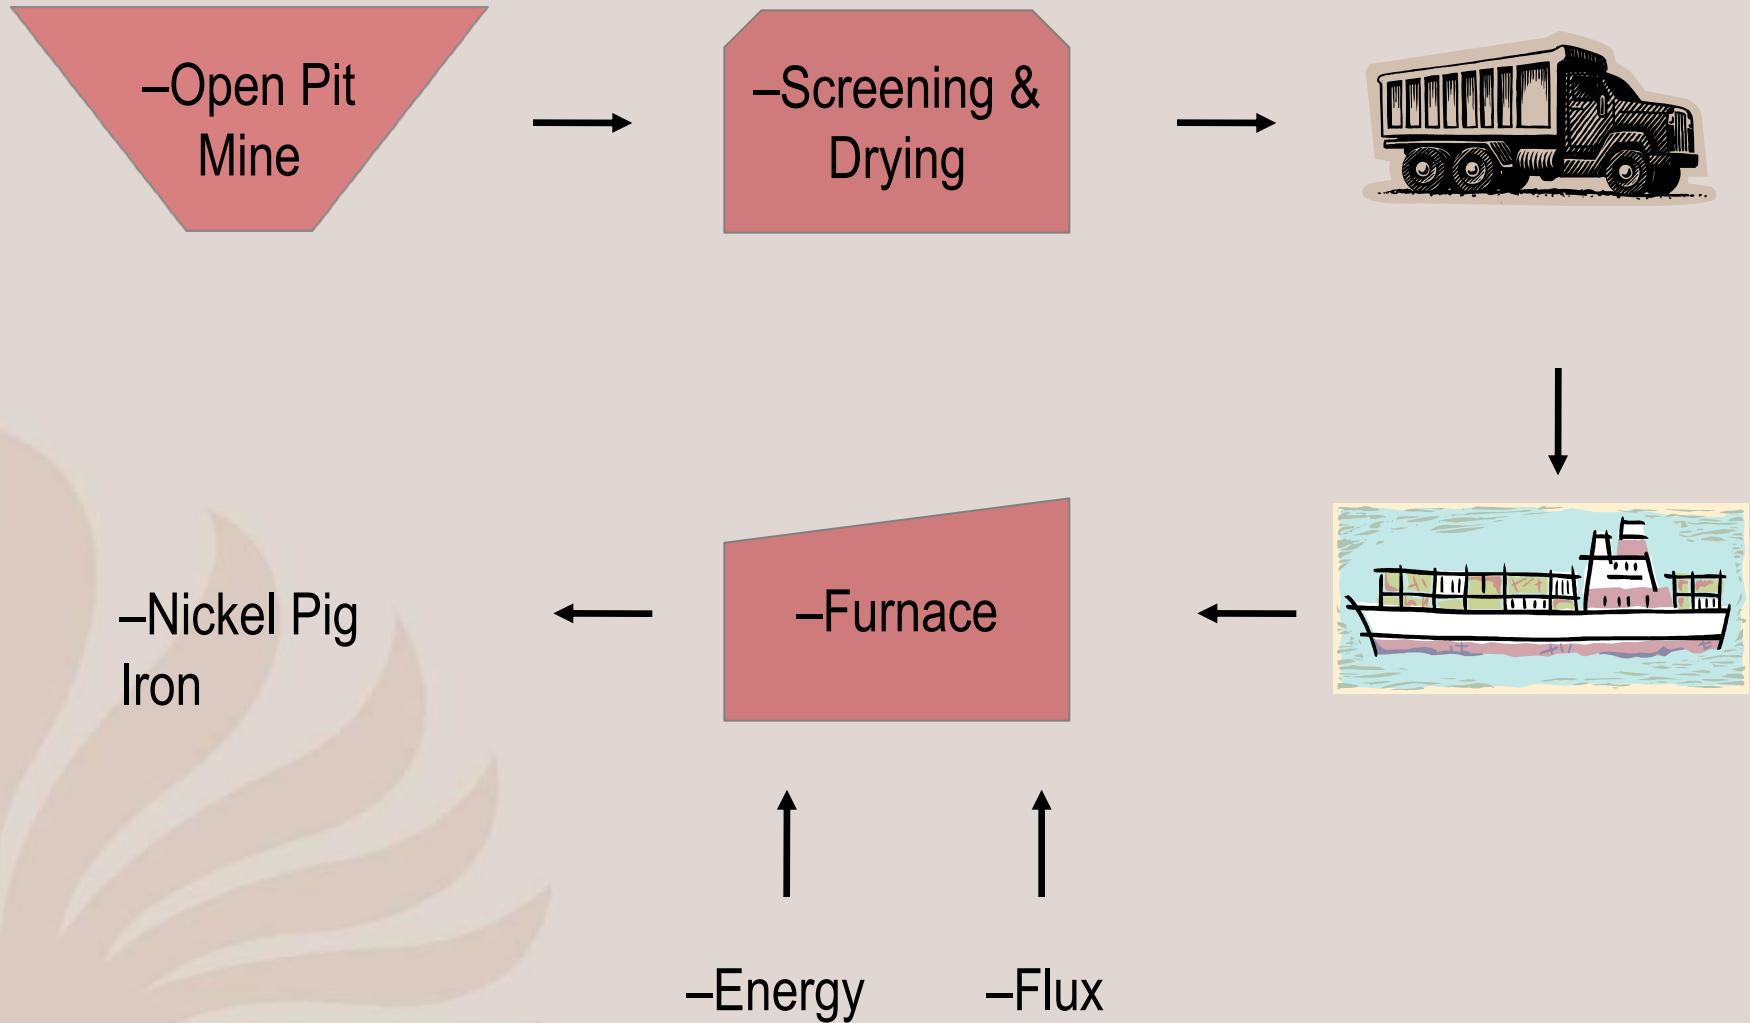 –Open Pit
Mine
–Screening &
Drying
–Nickel Pig
Iron
–Furnace
–Energy
–Flux